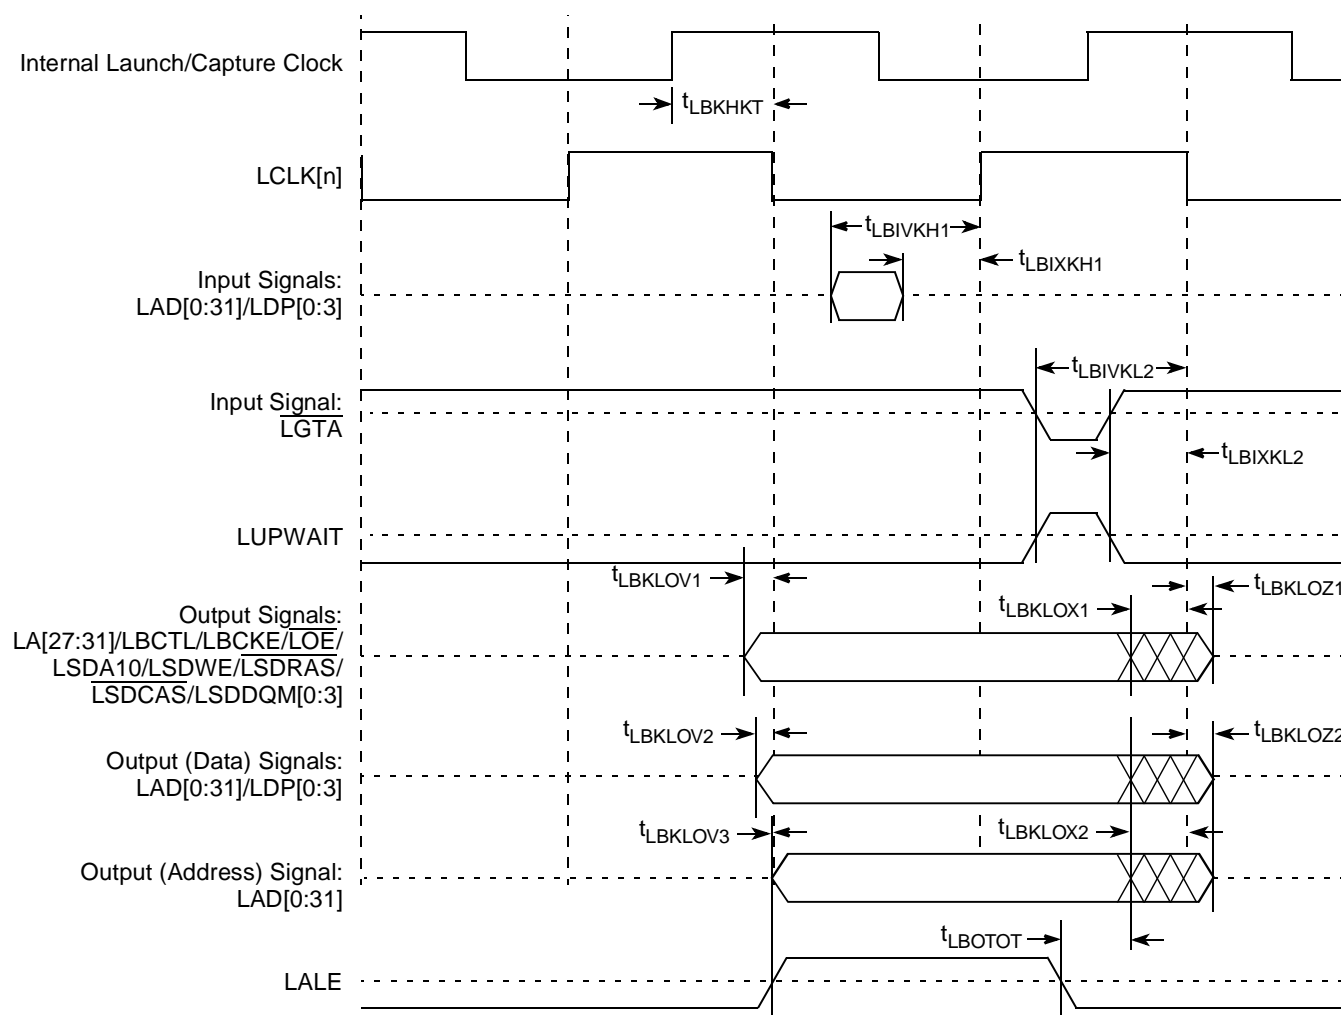 Internal Launch/Capture Clock
tLBKHKT
LCLK[n]
tLBIVKH1
tLBIXKH1
Input Signals:
LAD[0:31]/LDP[0:3]
tLBIVKL2
Input Signal:
LGTA
tLBIXKL2
LUPWAIT
tLBKLOV1
tLBKLOZ1
tLBKLOX1
Output Signals:
LA[27:31]/LBCTL/LBCKE/LOE/
LSDA10/LSDWE/LSDRAS/
LSDCAS/LSDDQM[0:3]
tLBKLOV2
tLBKLOZ2
Output (Data) Signals:
LAD[0:31]/LDP[0:3]
tLBKLOV3
tLBKLOX2
Output (Address) Signal:
LAD[0:31]
tLBOTOT
LALE